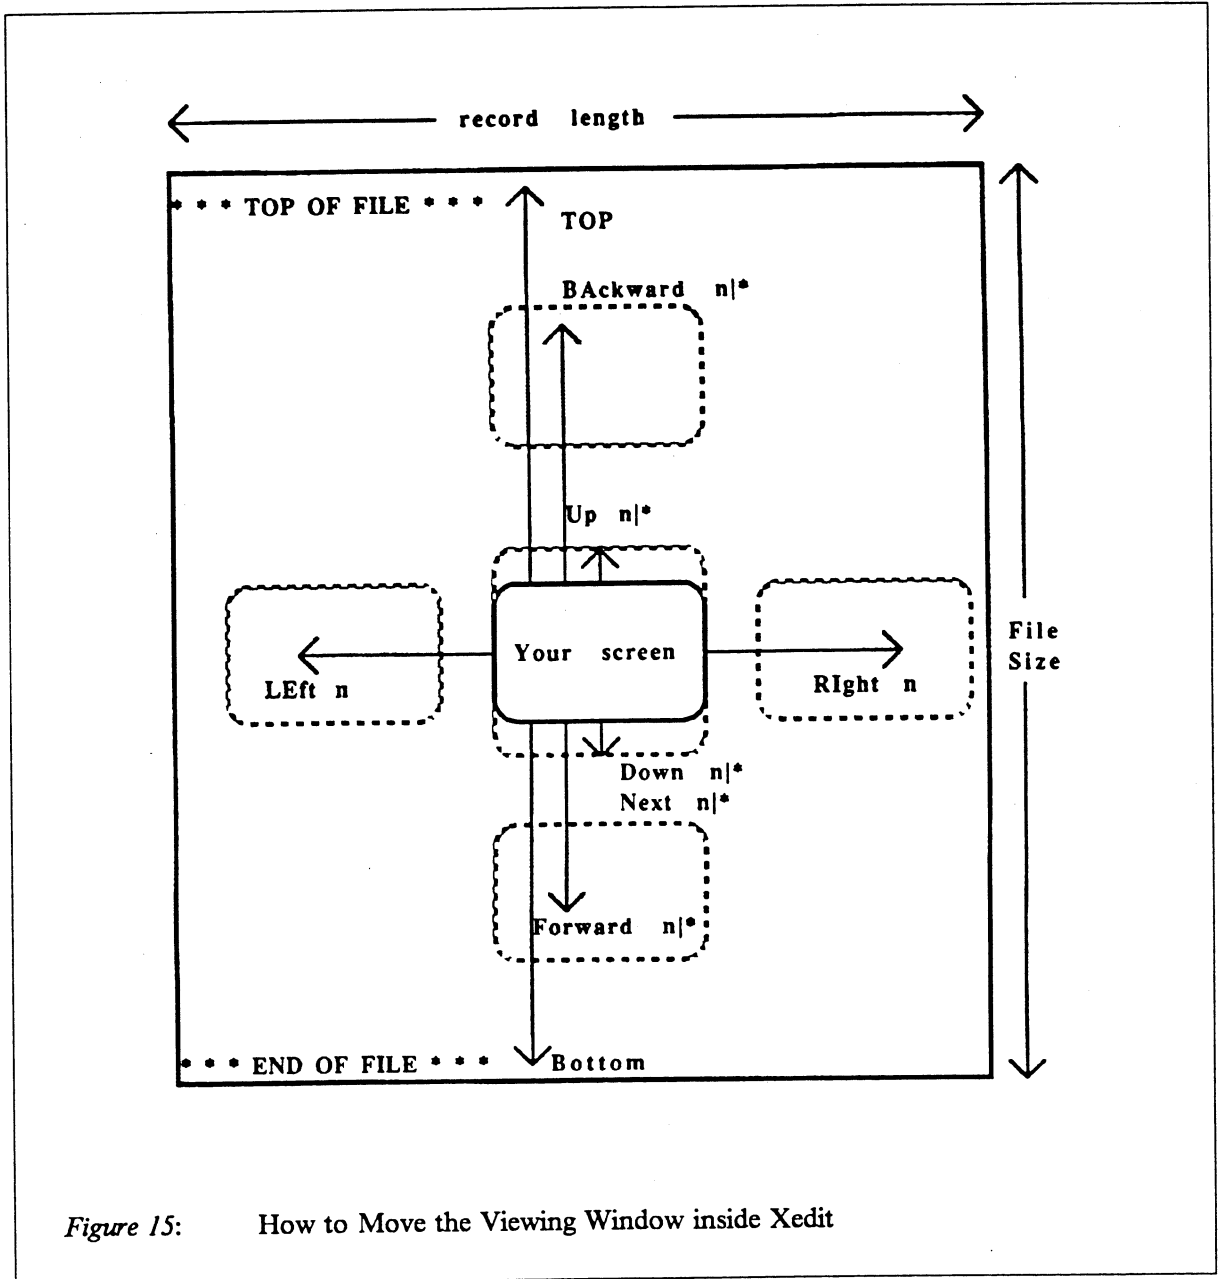 record length
* * * TOP OF FILE * * *
TOP
BAckward n|*
Up n|*
Your screen
LEft n
RIght n
File
Size
Down n|*
Next n|*
Forward n|*
* * * END OF FILE * * *
Bottom
Figure 15: How to Move the Viewing Window inside Xedit